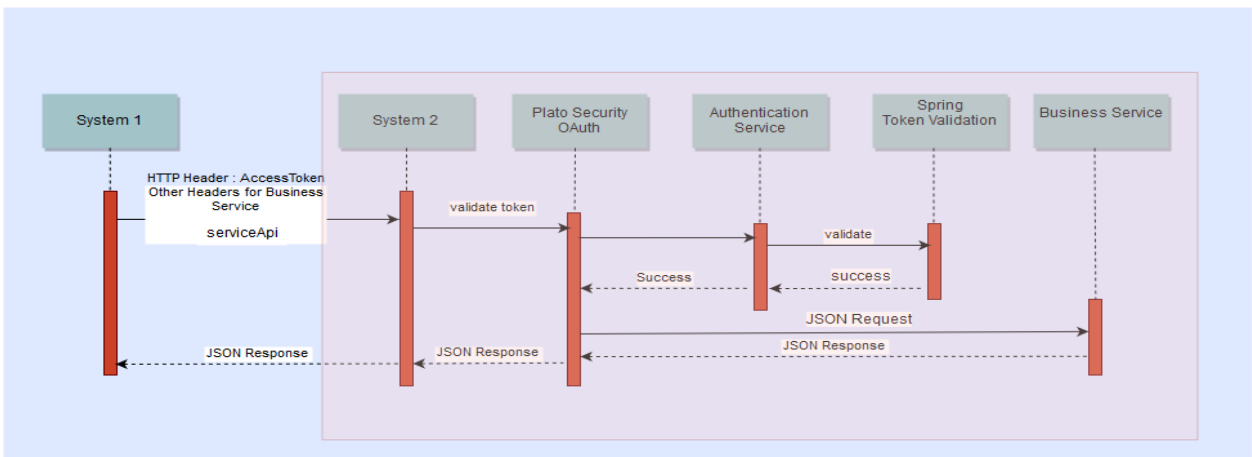 System 1
System 2
Plato Security
OAuth
Authentication
Service
Spring
Token Validation
Business Service
HTTP Header : AccessToken
Other Headers for Business
Service
serviceApi
validate token
validate
Success
success
JSON Request
JSON Response
JSON Response
JSON Response